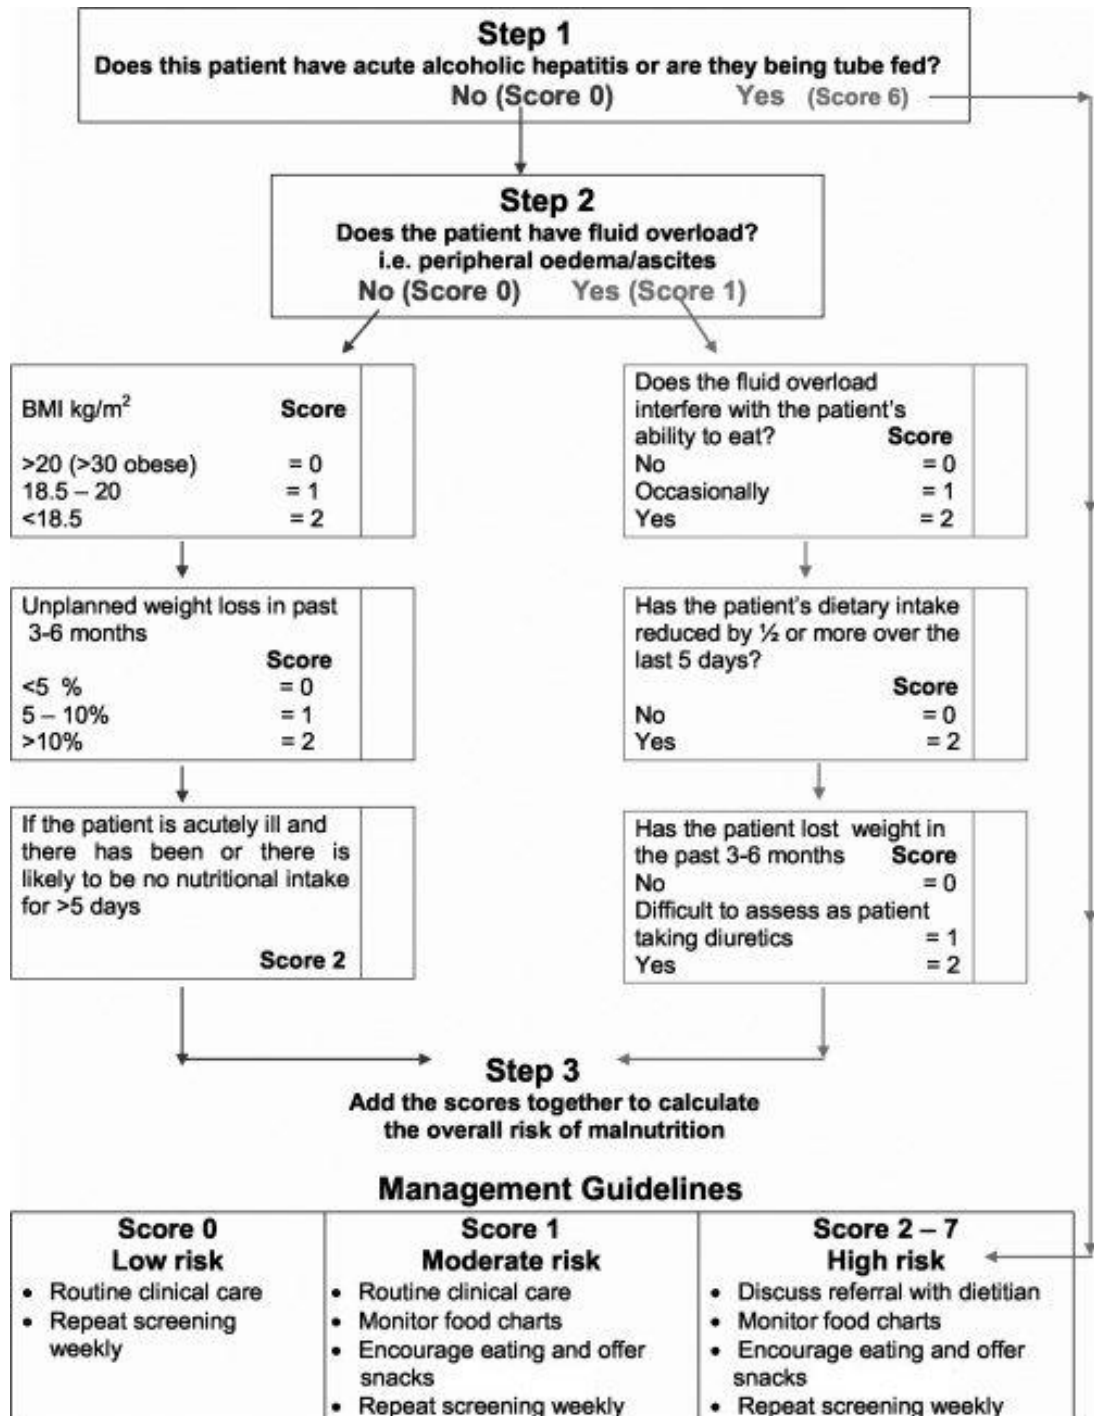 Step 1
Does this patient have acute alcoholic hepatitis or are they being tube fed?
No (Score 0) Yes (Score 6)
Step 2
Does the patient have fluid overload?
i.e. peripheral oedema/ascites
No (Score 0) Yes (Score 1)
BMI kg/m² Score
>20 (>30 obese) = 0
18.5 – 20 = 1
<18.5 = 2
Unplanned weight loss in past
3-6 months
Score
<5 % = 0
5 – 10% = 1
>10% = 2
If the patient is acutely ill and
there has been or there is
likely to be no nutritional intake
for >5 days
Score 2
Does the fluid overload
interfere with the patient's
ability to eat? Score
No = 0
Occasionally = 1
Yes = 2
Has the patient's dietary intake
reduced by ½ or more over the
last 5 days?
Score
No = 0
Yes = 2
Has the patient lost weight in
the past 3-6 months Score
No = 0
Difficult to assess as patient
taking diuretics = 1
Yes = 2
Step 3
Add the scores together to calculate
the overall risk of malnutrition
Management Guidelines
Score 0
Low risk
• Routine clinical care
• Repeat screening
weekly
Score 1
Moderate risk
• Routine clinical care
• Monitor food charts
• Encourage eating and offer
snacks
• Repeat screening weekly
Score 2 – 7
High risk
• Discuss referral with dietitian
• Monitor food charts
• Encourage eating and offer
snacks
• Repeat screening weekly